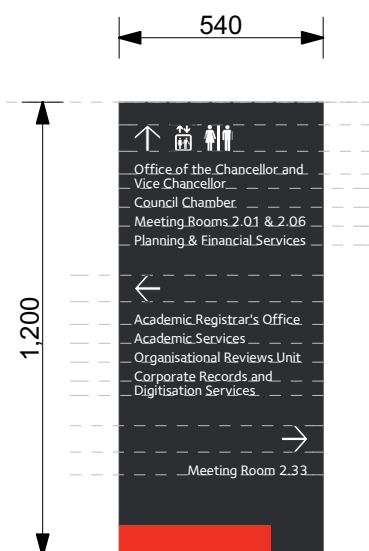 540
1,200
Office of the Chancellor and
Vice Chancellor
Council Chamber
Meeting Rooms 2.01 & 2.06
Planning & Financial Services
Academic Registrar's Office
Academic Services
Organisational Reviews Unit
Corporate Records and
Digitisation Services
Meeting Room 2.33